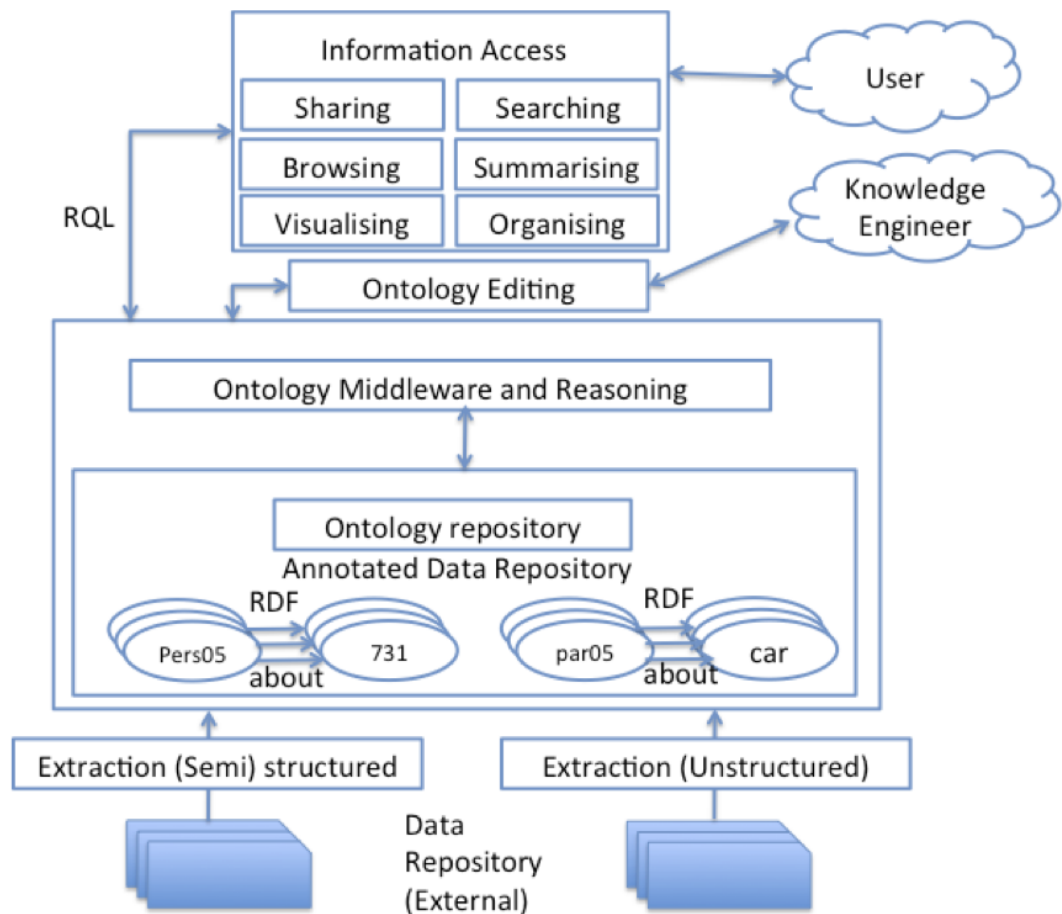 Information Access
User
Sharing
Searching
Browsing
Summarising
Knowledge
Engineer
RQL
Visualising
Organising
Ontology Editing
Ontology Middleware and Reasoning
Ontology repository
Annotated Data Repository
RDF
RDF
Pers05
731
par05
car
about
about
Extraction (Semi) structured
Extraction (Unstructured)
Data
Repository
(External)